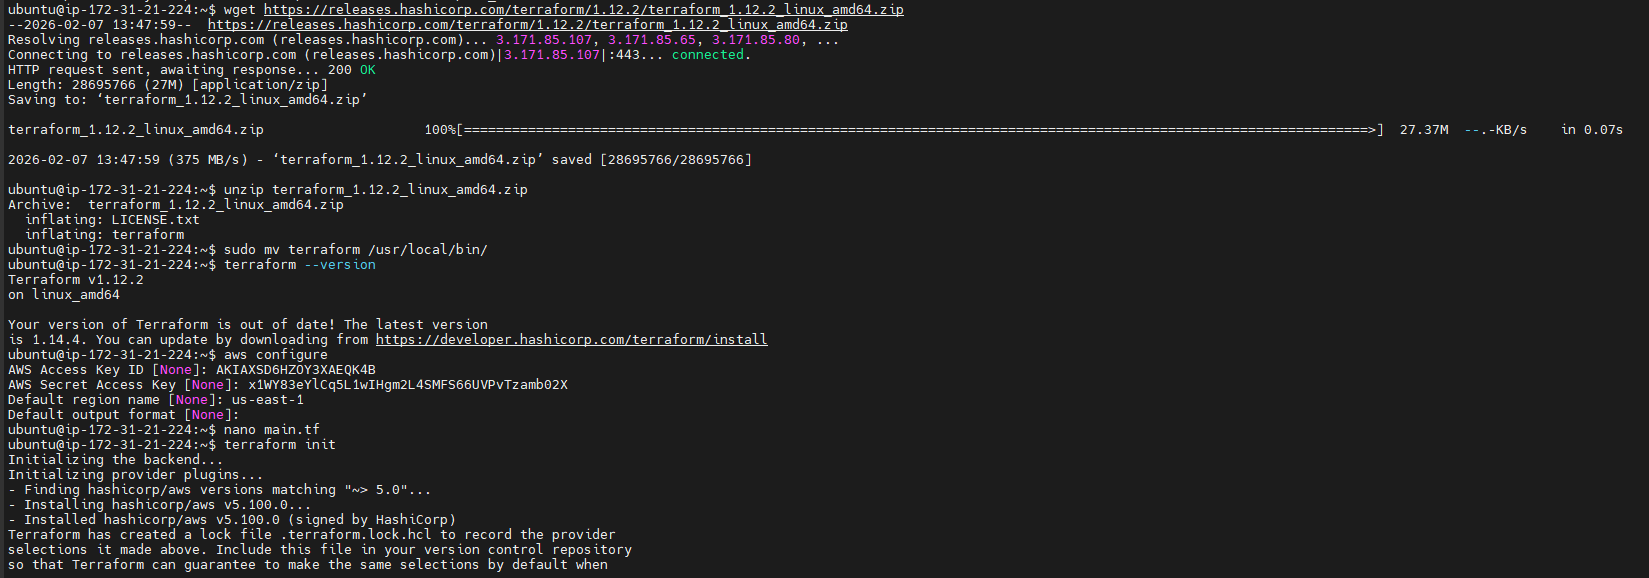 ubuntu@ip-172-31-21-224:~$ wget https://releases.hashicorp.com/terraform/1.12.2/terraform_1.12.2_linux_amd64.zip
--2026-02-07 13:47:59--  https://releases.hashicorp.com/terraform/1.12.2/terraform_1.12.2_linux_amd64.zip
Resolving releases.hashicorp.com (releases.hashicorp.com)... 3.171.85.107, 3.171.85.65, 3.171.85.80, ...
Connecting to releases.hashicorp.com (releases.hashicorp.com)|3.171.85.107|:443... connected.
HTTP request sent, awaiting response... 200 OK
Length: 28695766 (27M) [application/zip]
Saving to: ‘terraform_1.12.2_linux_amd64.zip’
terraform_1.12.2_linux_amd64.zip 100%[=================================================================================================================>] 27.37M --.-KB/s in 0.07s
2026-02-07 13:47:59 (375 MB/s) - ‘terraform_1.12.2_linux_amd64.zip’ saved [28695766/28695766]
ubuntu@ip-172-31-21-224:~$ unzip terraform_1.12.2_linux_amd64.zip
Archive:  terraform_1.12.2_linux_amd64.zip
  inflating: LICENSE.txt
  inflating: terraform
ubuntu@ip-172-31-21-224:~$ sudo mv terraform /usr/local/bin/
ubuntu@ip-172-31-21-224:~$ terraform --version
Terraform v1.12.2
on linux_amd64
Your version of Terraform is out of date! The latest version
is 1.14.4. You can update by downloading from https://developer.hashicorp.com/terraform/install
ubuntu@ip-172-31-21-224:~$ aws configure
AWS Access Key ID [None]: AKIAXSD6HZOY3XAEQK4B
AWS Secret Access Key [None]: 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
Default region name [None]: us-east-1
Default output format [None]:
ubuntu@ip-172-31-21-224:~$ nano main.tf
ubuntu@ip-172-31-21-224:~$ terraform init
Initializing the backend...
Initializing provider plugins...
- Finding hashicorp/aws versions matching "~> 5.0"...
- Installing hashicorp/aws v5.100.0...
- Installed hashicorp/aws v5.100.0 (signed by HashiCorp)
Terraform has created a lock file .terraform.lock.hcl to record the provider
selections it made above. Include this file in your version control repository
so that Terraform can guarantee to make the same selections by default when